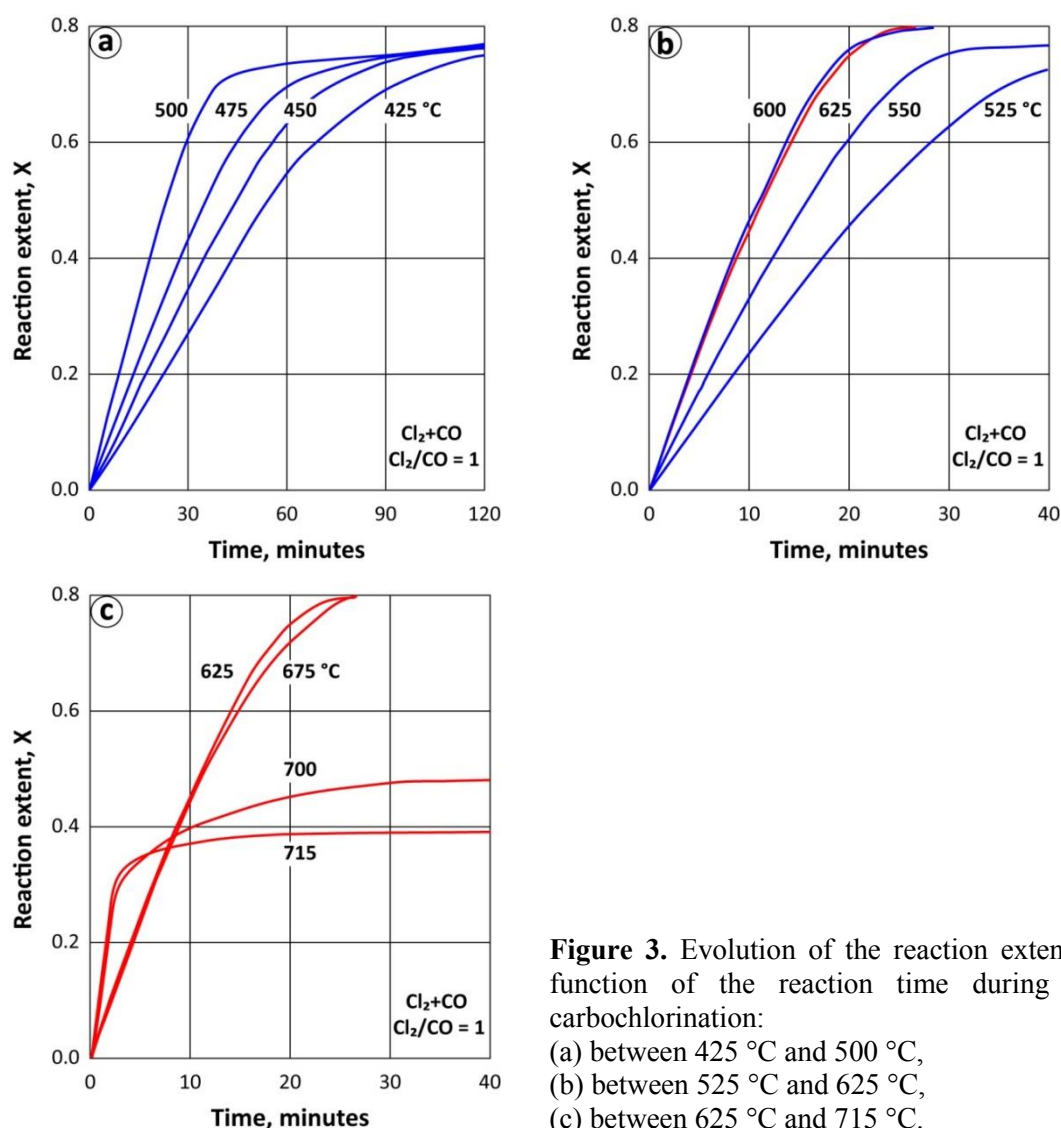 a
0.8
0.6
0.4
0.2
0.0
Reaction extent, X
500 475 450 425 °C
Cl₂+CO
Cl₂/CO = 1
0 30 60 90 120
Time, minutes
b
0.8
0.6
0.4
0.2
0.0
Reaction extent, X
600 625 550 525 °C
Cl₂+CO
Cl₂/CO = 1
0 10 20 30 40
Time, minutes
c
0.8
0.6
0.4
0.2
0.0
Reaction extent, X
625 675 °C
700
715
Cl₂+CO
Cl₂/CO = 1
0 10 20 30 40
Time, minutes
Figure 3. Evolution of the reaction exten
function of the reaction time during
carbochlorination:
(a) between 425 °C and 500 °C,
(b) between 525 °C and 625 °C,
(c) between 625 °C and 715 °C.